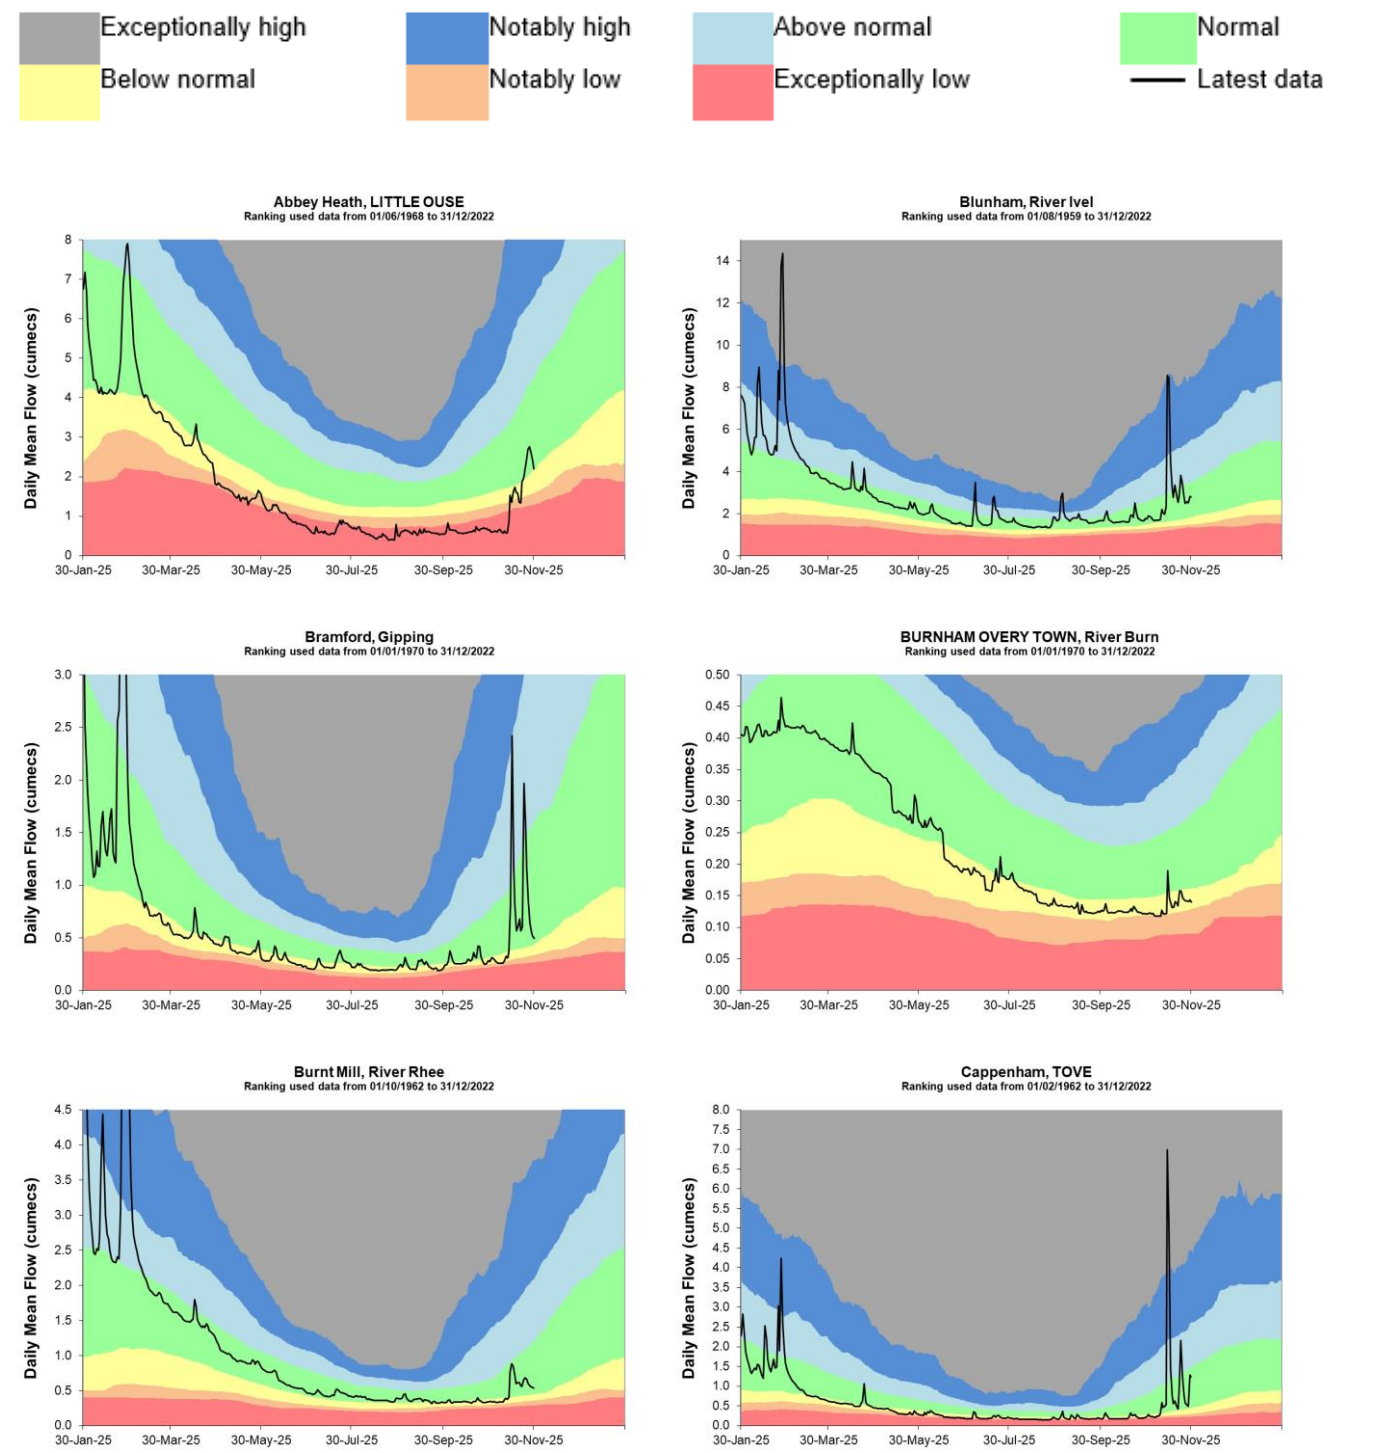 Exceptionally high Notably high Above normal Normal
Below normal Notably low Exceptionally low Latest data
Abbey Heath, LITTLE OUSE
Ranking used data from 01/06/1968 to 31/12/2022
Daily Mean Flow (cumecs)
8
7
6
5
4
3
2
1
0
30-Jan-25 30-Mar-25 30-May-25 30-Jul-25 30-Sep-25 30-Nov-25
Blunham, River Ivel
Ranking used data from 01/08/1959 to 31/12/2022
Daily Mean Flow (cumecs)
14
12
10
8
6
4
2
0
30-Jan-25 30-Mar-25 30-May-25 30-Jul-25 30-Sep-25 30-Nov-25
Bramford, Gipping
Ranking used data from 01/01/1970 to 31/12/2022
Daily Mean Flow (cumecs)
3.0
2.5
2.0
1.5
1.0
0.5
0.0
30-Jan-25 30-Mar-25 30-May-25 30-Jul-25 30-Sep-25 30-Nov-25
BURNHAM OVERY TOWN, River Burn
Ranking used data from 01/01/1970 to 31/12/2022
Daily Mean Flow (cumecs)
0.50
0.45
0.40
0.35
0.30
0.25
0.20
0.15
0.10
0.05
0.00
30-Jan-25 30-Mar-25 30-May-25 30-Jul-25 30-Sep-25 30-Nov-25
Burnt Mill, River Rhee
Ranking used data from 01/10/1962 to 31/12/2022
Daily Mean Flow (cumecs)
4.5
4.0
3.5
3.0
2.5
2.0
1.5
1.0
0.5
0.0
30-Jan-25 30-Mar-25 30-May-25 30-Jul-25 30-Sep-25 30-Nov-25
Cappenham, TOVE
Ranking used data from 01/02/1962 to 31/12/2022
Daily Mean Flow (cumecs)
8.0
7.5
7.0
6.5
6.0
5.5
5.0
4.5
4.0
3.5
3.0
2.5
2.0
1.5
1.0
0.5
0.0
30-Jan-25 30-Mar-25 30-May-25 30-Jul-25 30-Sep-25 30-Nov-25